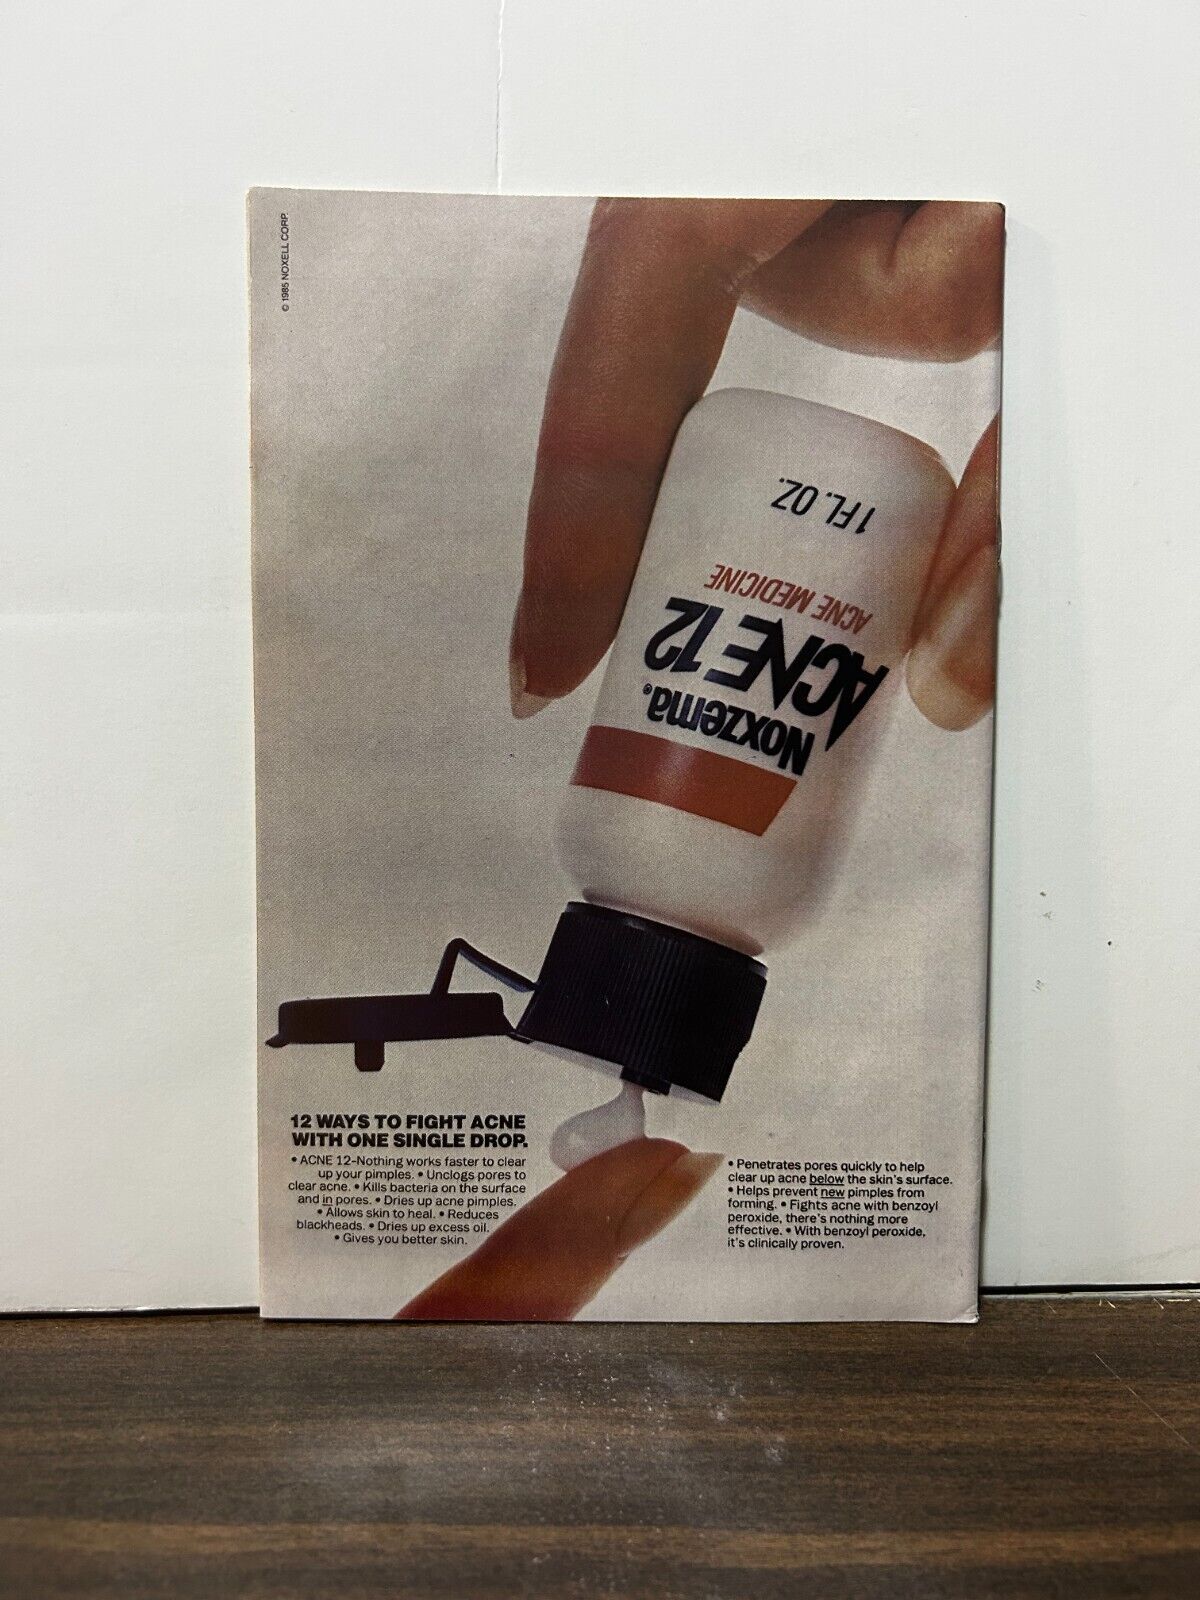 © 1985 NOXELL CORP.
1 FL. OZ.
ACNE MEDICINE
ACNE 12
Noxzema®
12 WAYS TO FIGHT ACNE
WITH ONE SINGLE DROP.
• ACNE 12-Nothing works faster to clear
up your pimples. • Unclogs pores to
clear acne. • Kills bacteria on the surface
and in pores. • Dries up acne pimples.
• Allows skin to heal. • Reduces
blackheads. • Dries up excess oil.
• Gives you better skin.
• Penetrates pores quickly to help
clear up acne below the skin's surface.
• Helps prevent new pimples from
forming. • Fights acne with benzoyl
peroxide, there's nothing more
effective. • With benzoyl peroxide,
it's clinically proven.